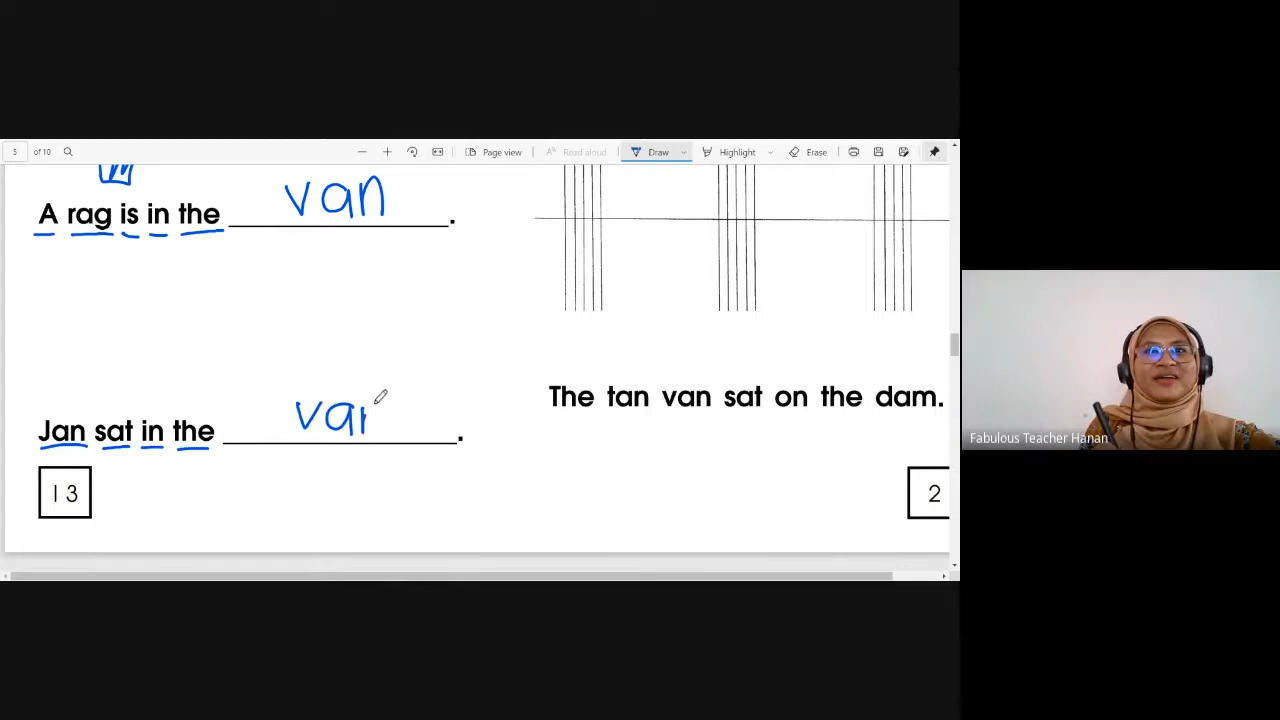 5 of 10 Page view Read aloud Draw Highlight Erase
A rag is in the van.
Jan sat in the var
13
The tan van sat on the dam.
2
Fabulous Teacher Hanan